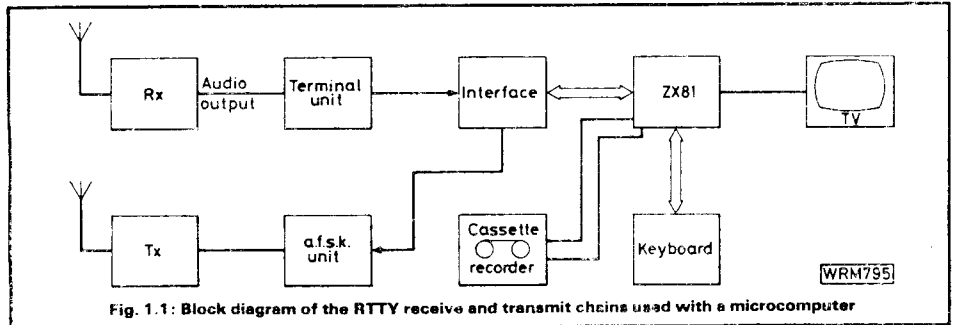 Rx
Audio
output
Terminal
unit
Interface
ZX81
TV
Tx
a.f.s.k.
unit
Cassette
recorder
Keyboard
WRM795
Fig. 1.1: Block diagram of the RTTY receive and transmit chains used with a microcomputer